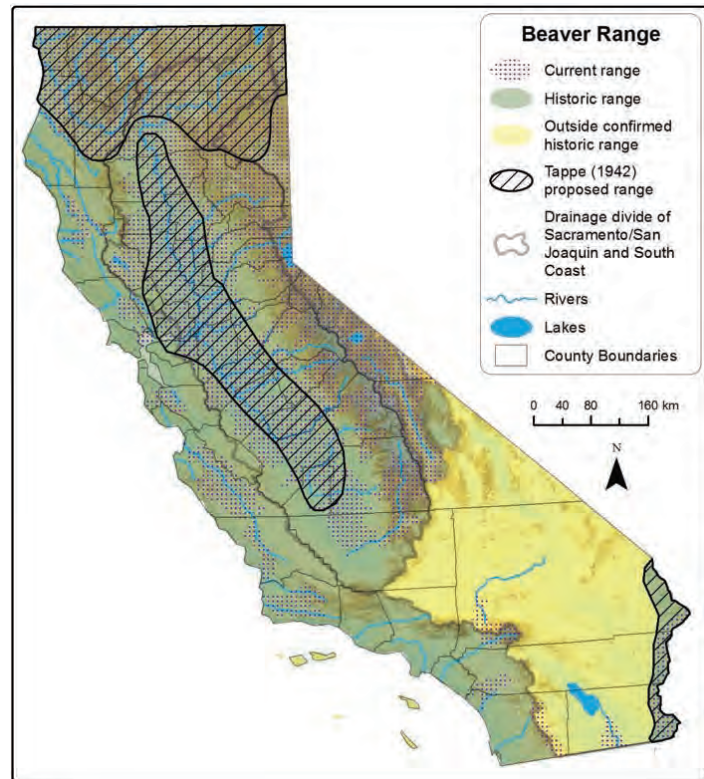 Beaver Range
Current range
Historic range
Outside confirmed
historic range
Tappe (1942)
proposed range
Drainage divide of
Sacramento/San
Joaquin and South
Coast
Rivers
Lakes
County Boundaries
0 40 80 160 km
N